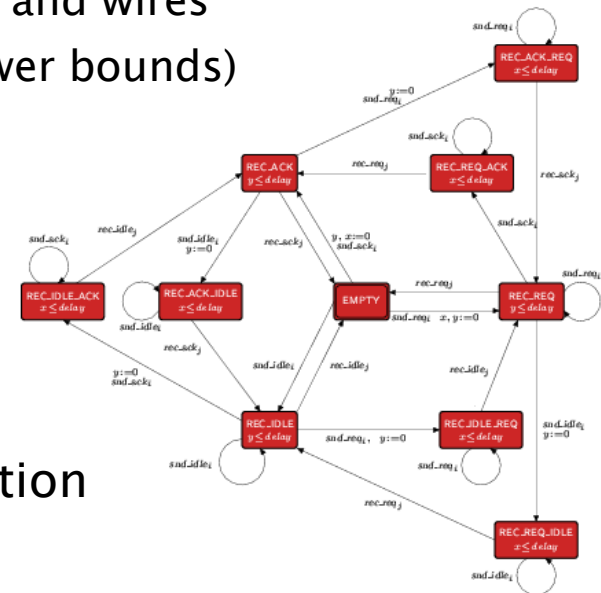 and wires
wer bounds)
tion
snd_req_i
REC_ACK_REQ
x ≤ delay
y:=0
snd_req_i
snd_ack_i
REC_ACK
y ≤ delay
rec_req_j
REC_REQ_ACK
x ≤ delay
rec_ack_j
snd_ack_i
rec_idle_j
snd_idle_i
y:=0
rec_ack_j
y, x:=0
snd_ack_i
snd_ack_i
REC_IDLE_ACK
x ≤ delay
REC_ACK_IDLE
x ≤ delay
snd_idle_i
EMPTY
rec_req_j
snd_req_i x, y:=0
REC_REQ
y ≤ delay
snd_req_i
rec_ack_j
y:=0
snd_ack_i
snd_idle_i
rec_idle_j
rec_idle_j
REC_IDLE
y ≤ delay
snd_idle_i
snd_req_i, y:=0
REC_IDLE_REQ
x ≤ delay
snd_req_i
snd_idle_i
y:=0
rec_req_j
REC_REQ_IDLE
x ≤ delay
snd_idle_i